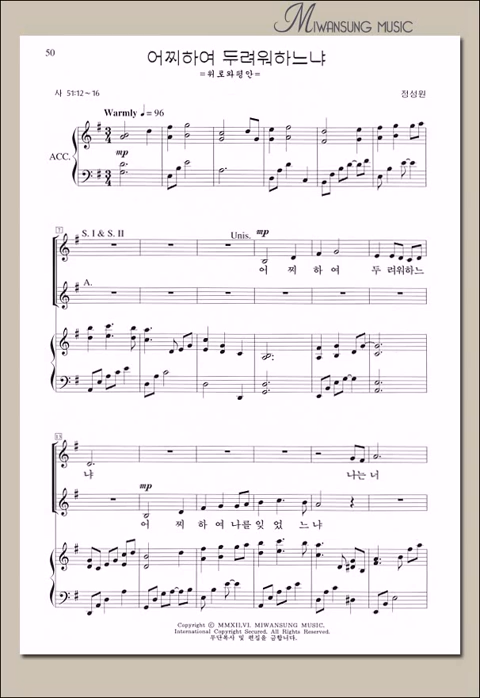 MIWANSUNG MUSIC
50
어찌하여 두려워하느냐
=위로와평안=
사 51:12~16
정성원
Warmly ♩= 96
ACC.
mp
7
S. I & S. II
Unis.
mp
어 찌 하 여 두 려워하느
A.
13
냐 나는 너
mp
어 찌 하 여 나를 잊 었 느 냐
Copyright © MMXII.VI. MIWANSUNG MUSIC.
International Copyright Secured. All Rights Reserved.
무단복사 및 편집을 금합니다.